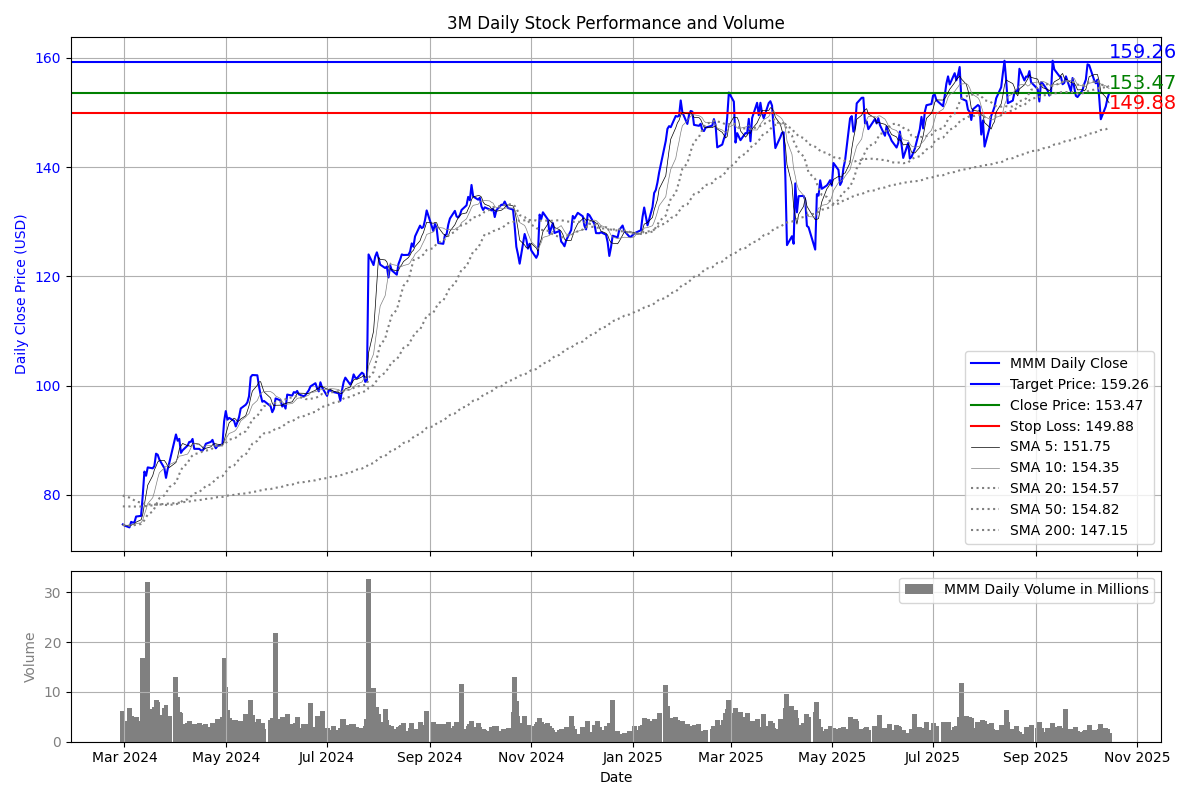 3M Daily Stock Performance and Volume
Daily Close Price (USD)
160
140
120
100
80
159.26
153.47
149.88
MMM Daily Close
Target Price: 159.26
Close Price: 153.47
Stop Loss: 149.88
SMA 5: 151.75
SMA 10: 154.35
SMA 20: 154.57
SMA 50: 154.82
SMA 200: 147.15
Volume
30
20
10
0
MMM Daily Volume in Millions
Mar 2024 May 2024 Jul 2024 Sep 2024 Nov 2024 Jan 2025 Mar 2025 May 2025 Jul 2025 Sep 2025 Nov 2025
Date